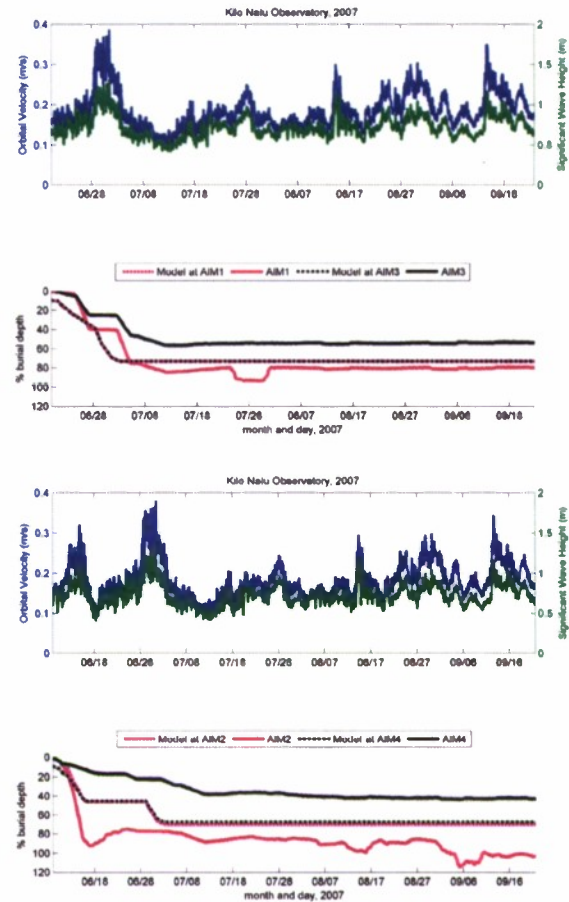 Kilo Nalu Observatory, 2007
Orbital Velocity (m/s)
Significant Wave Height (m)
0.4
0.3
0.2
0.1
0
2
1.5
1
0.5
0
06/28 07/08 07/18 07/28 08/07 08/17 08/27 09/06 09/16
Model at AIM1 AIM1 Model at AIM3 AIM3
% burial depth
0
20
40
60
80
100
120
06/28 07/08 07/18 07/28 08/07 08/17 08/27 09/06 09/16
month and day, 2007
Kilo Nalu Observatory, 2007
Orbital Velocity (m/s)
Significant Wave Height (m)
0.4
0.3
0.2
0.1
0
2
1.5
1
0.5
0
06/18 06/28 07/08 07/18 07/28 08/07 08/17 08/27 09/06 09/16
Model at AIM2 AIM2 Model at AIM4 AIM4
% burial depth
0
20
40
60
80
100
120
06/18 06/28 07/08 07/18 07/28 08/07 08/17 08/27 09/06 09/16
month and day, 2007